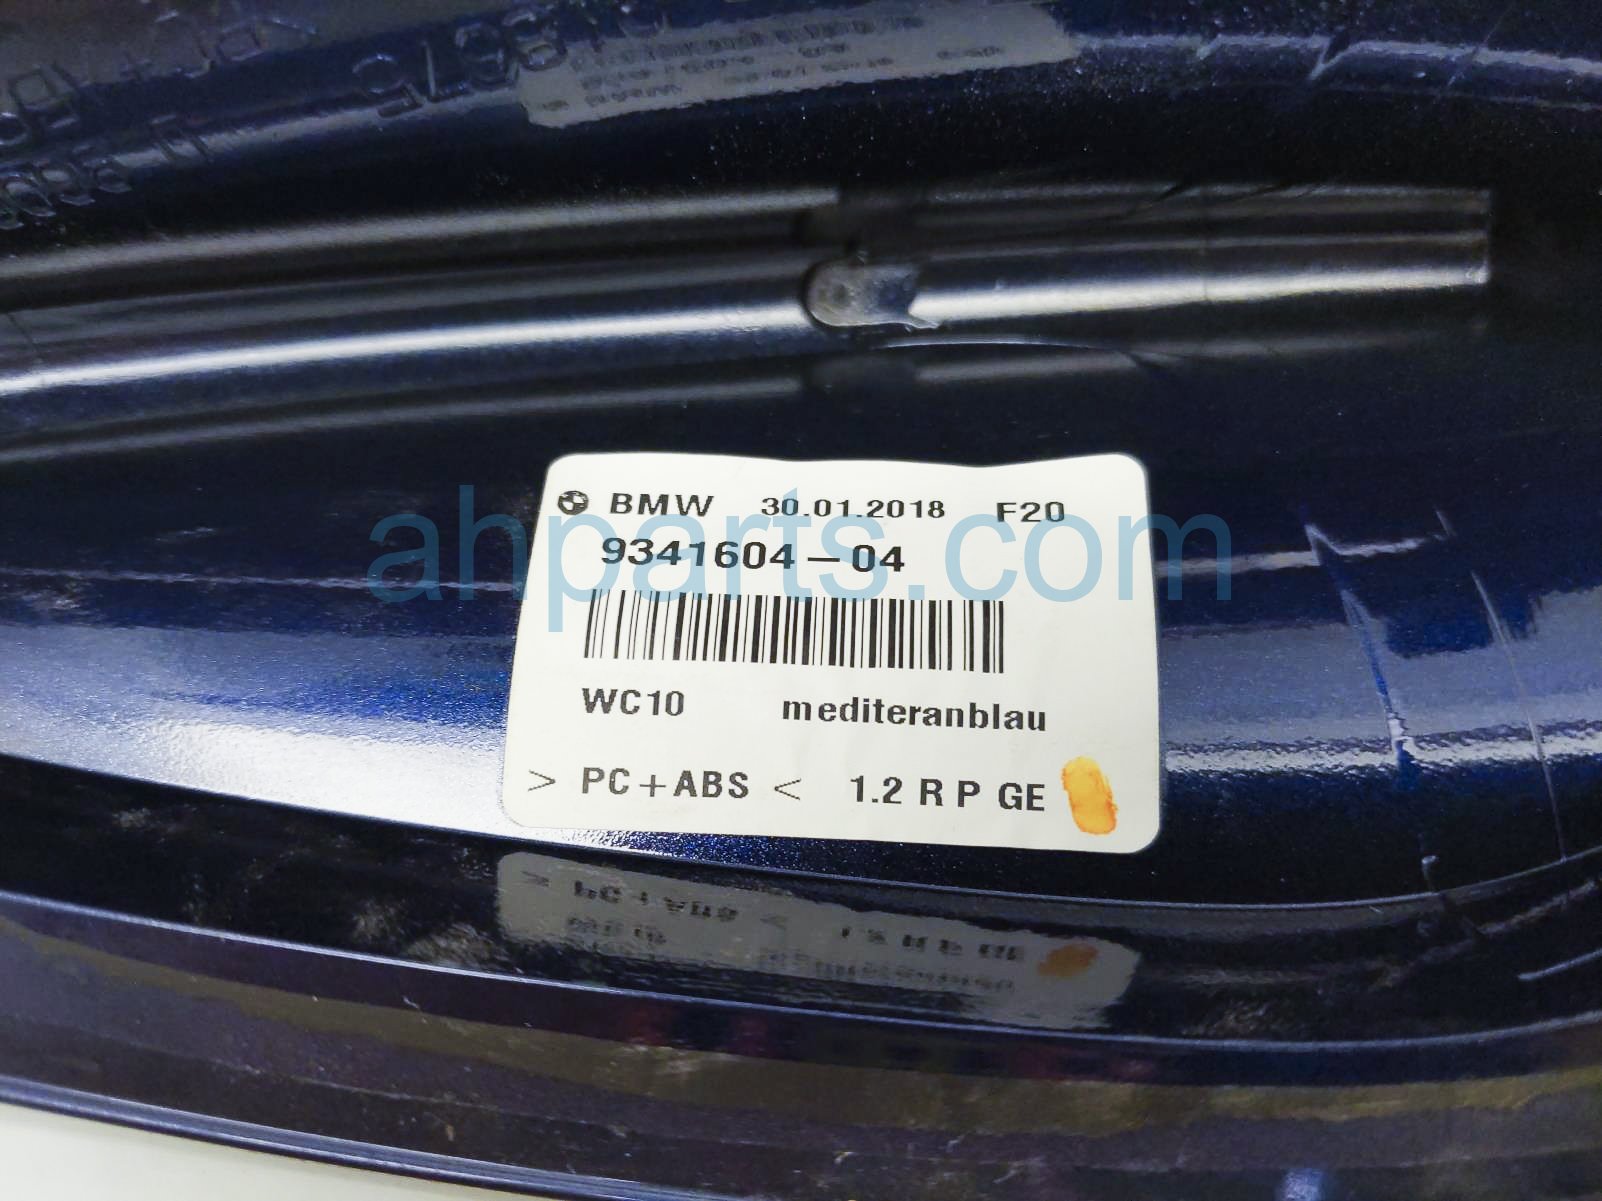 BMW 30.01.2018 F20
9341604-04
WC10 mediteranblau
> PC+ABS < 1.2 R P GE
ahparts.com